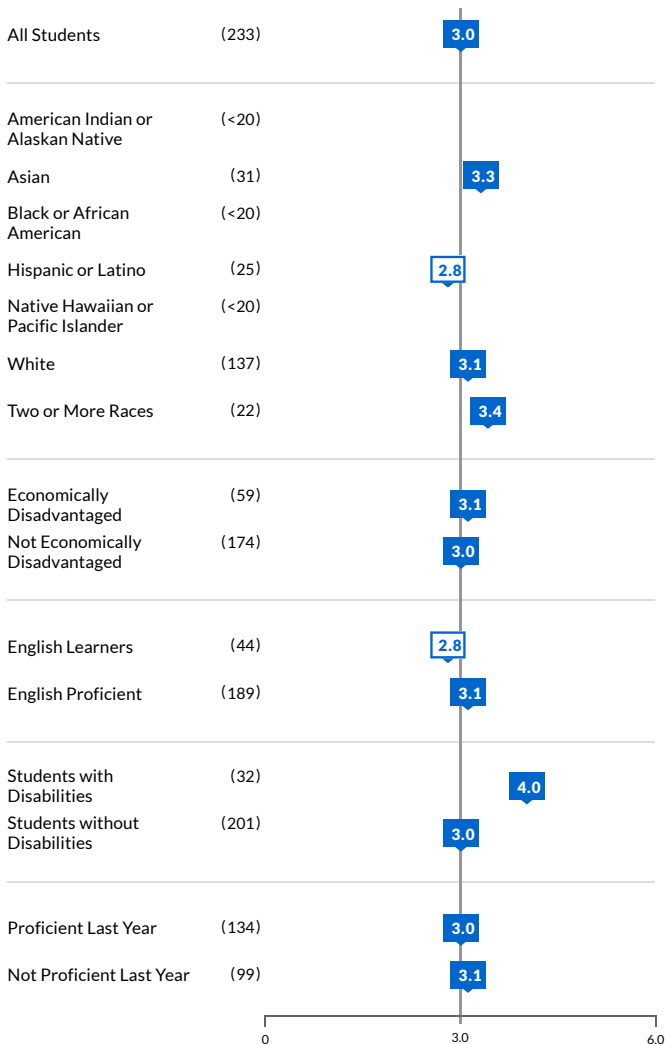 All Students (233) 3.0
American Indian or (<20)
Alaskan Native
Asian (31) 3.3
Black or African (<20)
American
Hispanic or Latino (25) 2.8
Native Hawaiian or (<20)
Pacific Islander
White (137) 3.1
Two or More Races (22) 3.4
Economically (59) 3.1
Disadvantaged
Not Economically (174) 3.0
Disadvantaged
English Learners (44) 2.8
English Proficient (189) 3.1
Students with (32) 4.0
Disabilities
Students without (201) 3.0
Disabilities
Proficient Last Year (134) 3.0
Not Proficient Last Year (99) 3.1
0 3.0 6.0